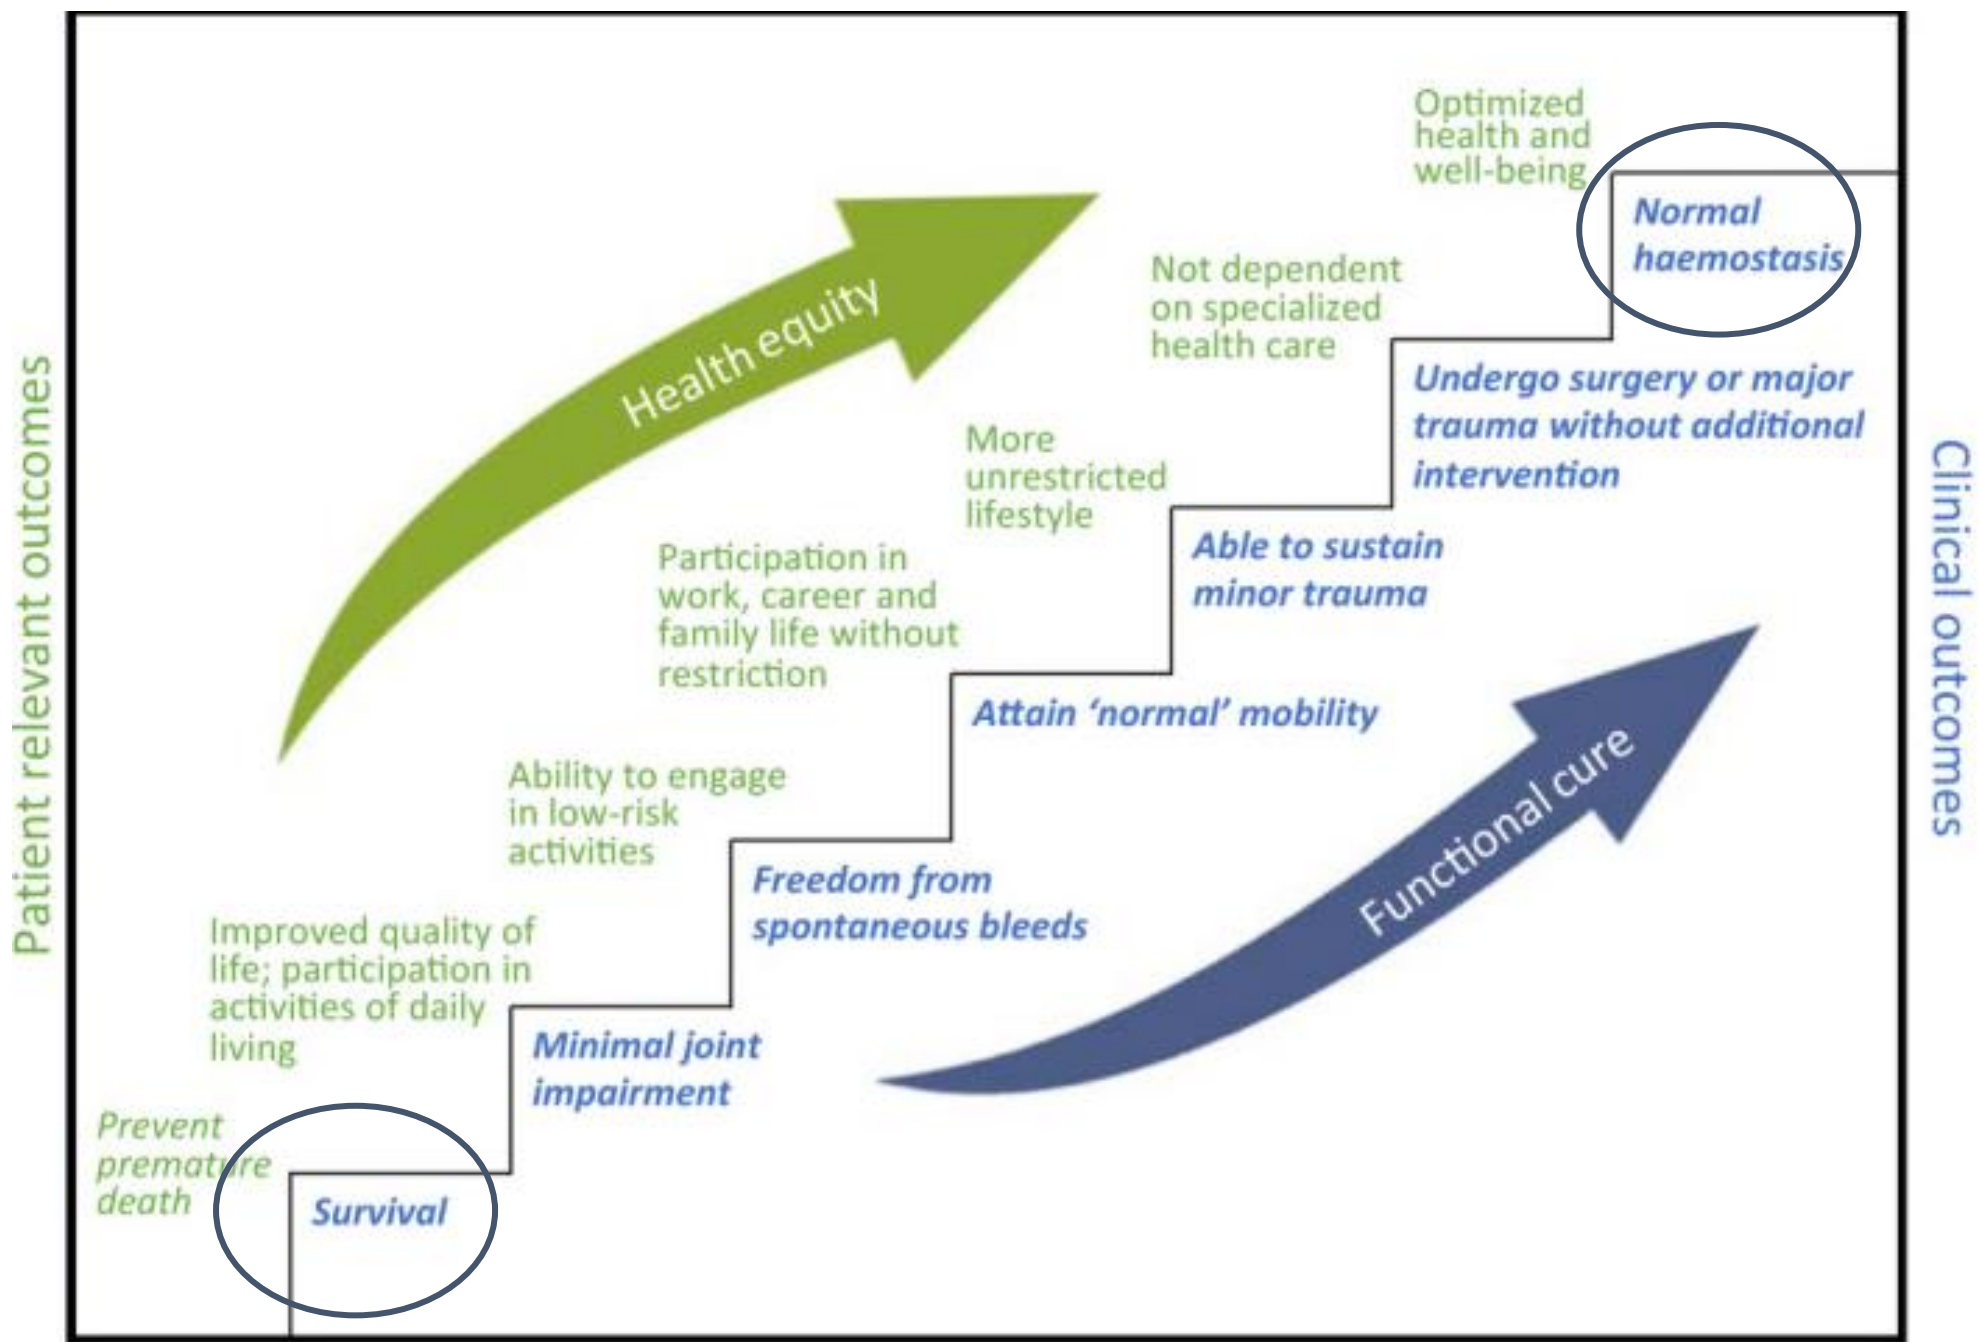 Patient relevant outcomes
Health equity
Optimized
health and
well-being
Normal
haemostasis
Not dependent
on specialized
health care
Undergo surgery or major
trauma without additional
intervention
More
unrestricted
lifestyle
Able to sustain
minor trauma
Participation in
work, career and
family life without
restriction
Attain ‘normal’ mobility
Ability to engage
in low-risk
activities
Freedom from
spontaneous bleeds
Improved quality of
life; participation in
activities of daily
living
Minimal joint
impairment
Prevent
premature
death
Survival
Functional cure
Clinical outcomes